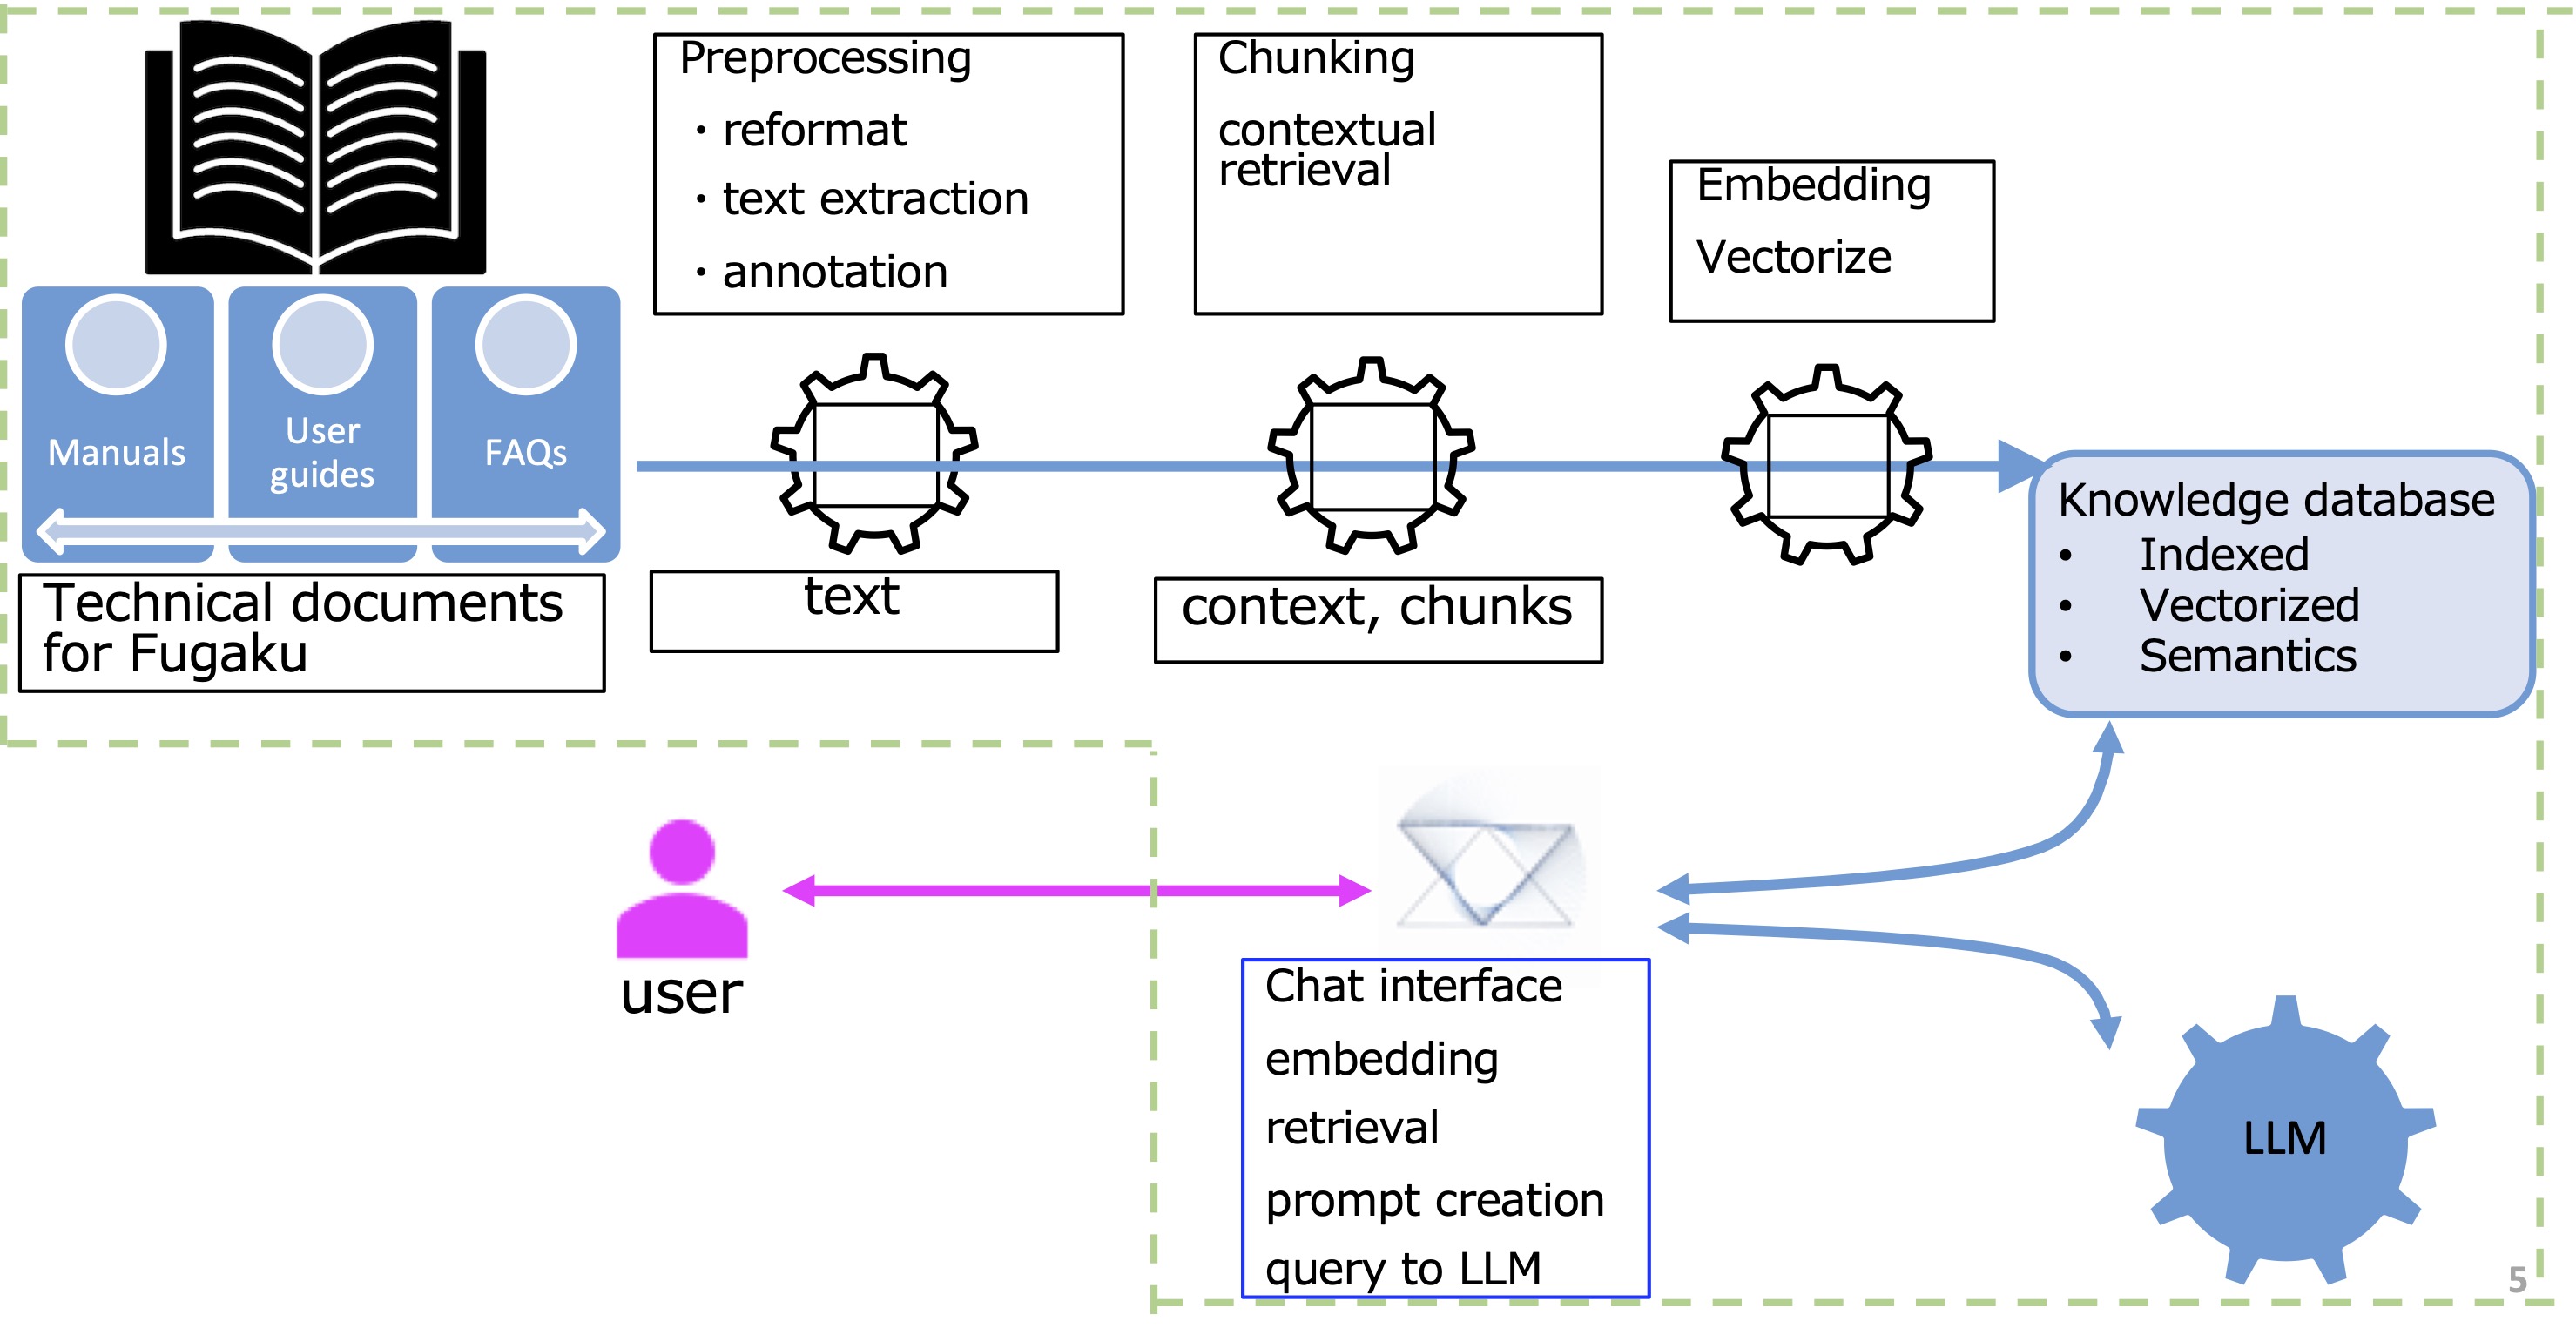 Preprocessing
・reformat
・text extraction
・annotation
Chunking
contextual
retrieval
Embedding
Vectorize
Manuals
User
guides
FAQs
Technical documents
for Fugaku
text
context, chunks
Knowledge database
• Indexed
• Vectorized
• Semantics
user
Chat interface
embedding
retrieval
prompt creation
query to LLM
LLM
5